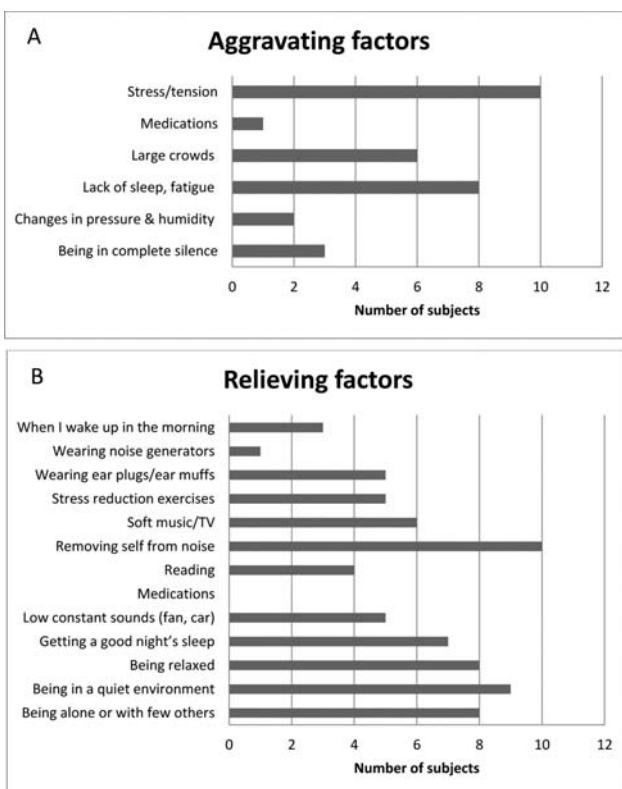 A
Aggravating factors
Stress/tension
Medications
Large crowds
Lack of sleep, fatigue
Changes in pressure & humidity
Being in complete silence
0 2 4 6 8 10 12
Number of subjects
B
Relieving factors
When I wake up in the morning
Wearing noise generators
Wearing ear plugs/ear muffs
Stress reduction exercises
Soft music/TV
Removing self from noise
Reading
Medications
Low constant sounds (fan, car)
Getting a good night's sleep
Being relaxed
Being in a quiet environment
Being alone or with few others
0 2 4 6 8 10 12
Number of subjects